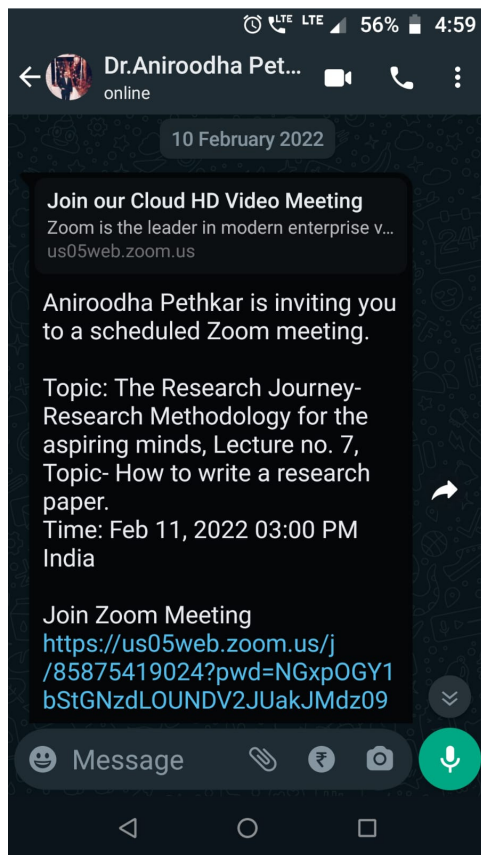 LTE LTE 56% 4:59
Dr.Aniroodha Pet...
online
10 February 2022
Join our Cloud HD Video Meeting
Zoom is the leader in modern enterprise v...
us05web.zoom.us
Aniroodha Pethkar is inviting you
to a scheduled Zoom meeting.
Topic: The Research Journey-
Research Methodology for the
aspiring minds, Lecture no. 7,
Topic- How to write a research
paper.
Time: Feb 11, 2022 03:00 PM
India
Join Zoom Meeting
https://us05web.zoom.us/j
/85875419024?pwd=NGxpOGY1
bStGNzdLOUNDV2JUakJMdz09
Message ₹